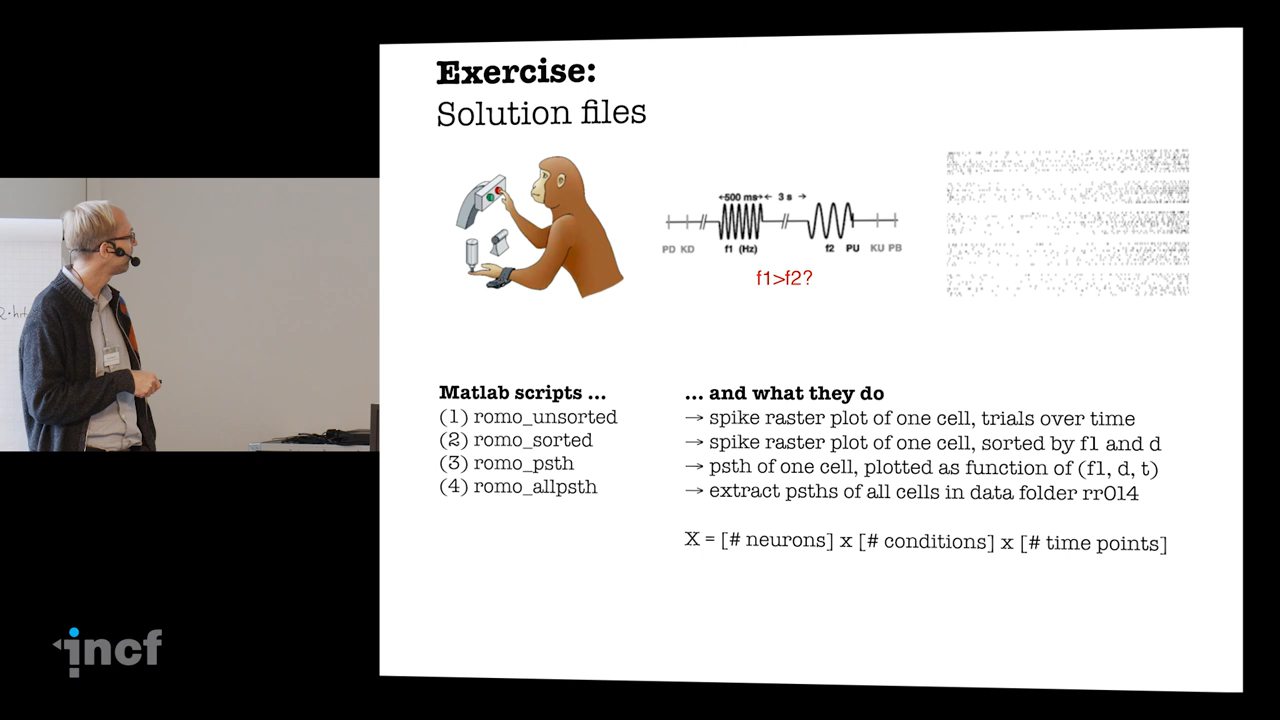 Exercise:
Solution files
←500 ms→← 3 s →
PD KD f1 (Hz) f2 PU KU PB
f1>f2?
Matlab scripts ...
(1) romo_unsorted
(2) romo_sorted
(3) romo_psth
(4) romo_allpsth
... and what they do
→ spike raster plot of one cell, trials over time
→ spike raster plot of one cell, sorted by f1 and d
→ psth of one cell, plotted as function of (f1, d, t)
→ extract psths of all cells in data folder rr014
X = [# neurons] x [# conditions] x [# time points]
incf